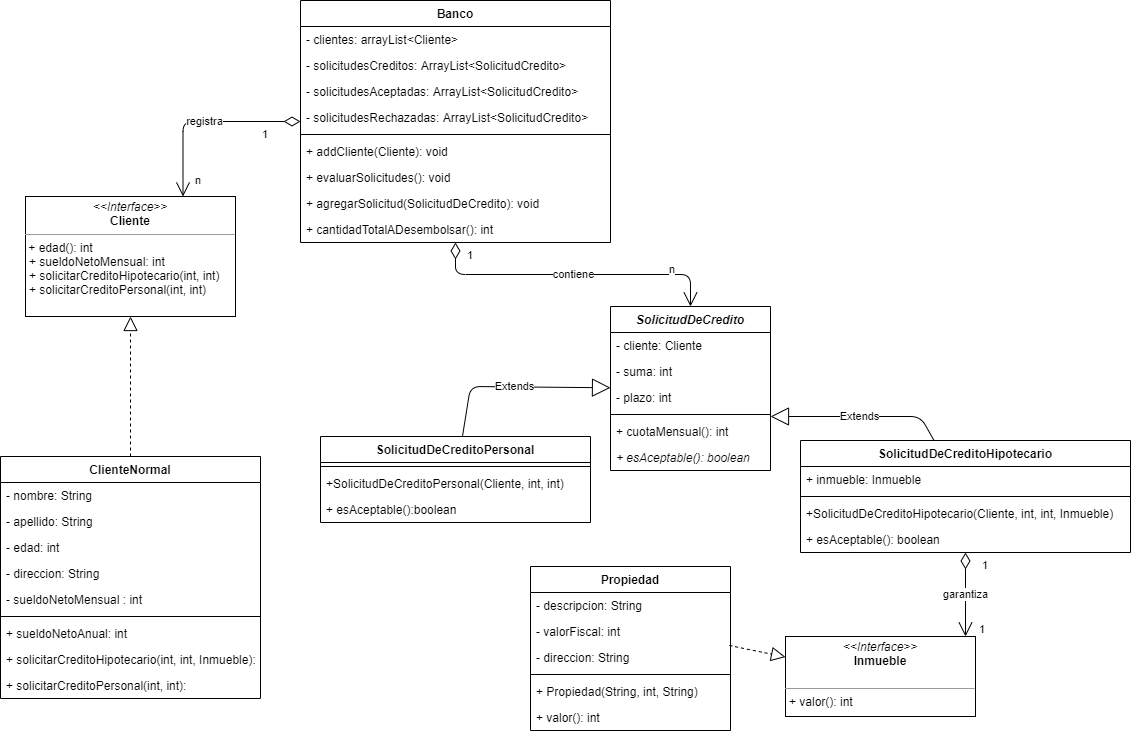 Banco
- clientes: arrayList<Cliente>
- solicitudesCreditos: ArrayList<SolicitudCredito>
- solicitudesAceptadas: ArrayList<SolicitudCredito>
- solicitudesRechazadas: ArrayList<SolicitudCredito>
+ addCliente(Cliente): void
+ evaluarSolicitudes(): void
+ agregarSolicitud(SolicitudDeCredito): void
+ cantidadTotalADesembolsar(): int
registra
1
n
<<Interface>>
Cliente
+ edad(): int
+ sueldoNetoMensual: int
+ solicitarCreditoHipotecario(int, int)
+ solicitarCreditoPersonal(int, int)
1
contiene
n
SolicitudDeCredito
- cliente: Cliente
- suma: int
- plazo: int
+ cuotaMensual(): int
+ esAceptable(): boolean
Extends
Extends
SolicitudDeCreditoPersonal
+SolicitudDeCreditoPersonal(Cliente, int, int)
+ esAceptable():boolean
SolicitudDeCreditoHipotecario
+ inmueble: Inmueble
+SolicitudDeCreditoHipotecario(Cliente, int, int, Inmueble)
+ esAceptable(): boolean
ClienteNormal
- nombre: String
- apellido: String
- edad: int
- direccion: String
- sueldoNetoMensual : int
+ sueldoNetoAnual: int
+ solicitarCreditoHipotecario(int, int, Inmueble):
+ solicitarCreditoPersonal(int, int):
1
garantiza
1
Propiedad
- descripcion: String
- valorFiscal: int
- direccion: String
+ Propiedad(String, int, String)
+ valor(): int
<<Interface>>
Inmueble
+ valor(): int